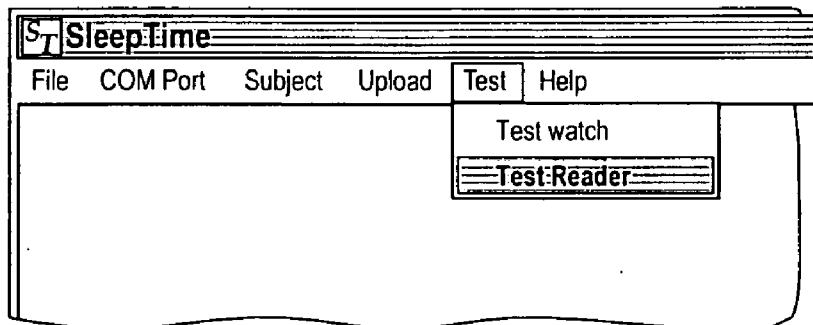 ST SleepTime
File COM Port Subject Upload Test Help
Test watch
Test Reader